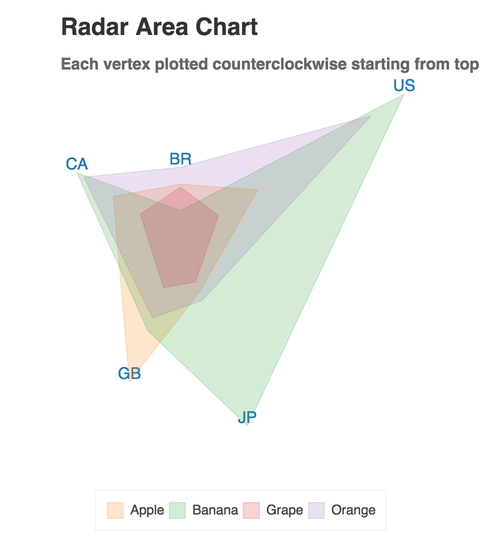 Radar Area Chart
Each vertex plotted counterclockwise starting from top
US
BR
CA
GB
JP
Apple Banana Grape Orange